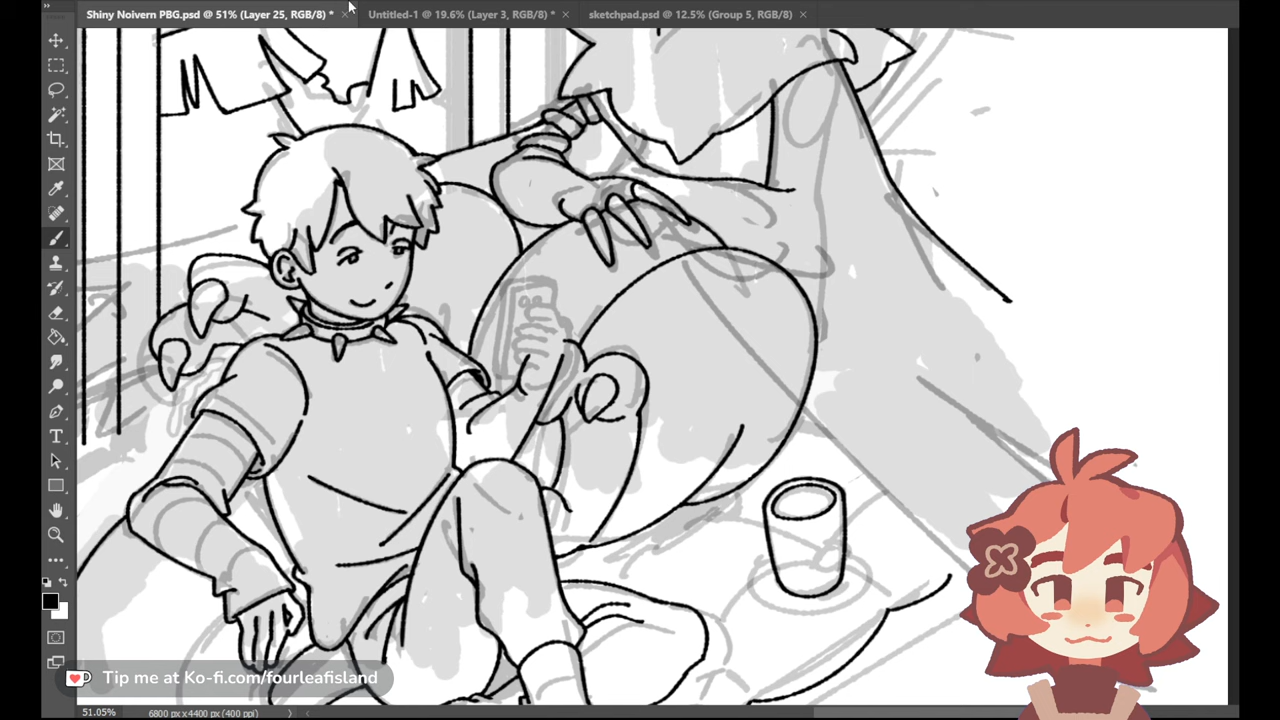 Shiny Noivern PBG.psd @ 51% (Layer 25, RGB/8) * ×
Untitled-1 @ 19.6% (Layer 3, RGB/8) * ×
sketchpad.psd @ 12.5% (Group 5, RGB/8) ×
Tip me at Ko-fi.com/fourleafisland
51.05%
6800 px x 4400 px (400 ppi)